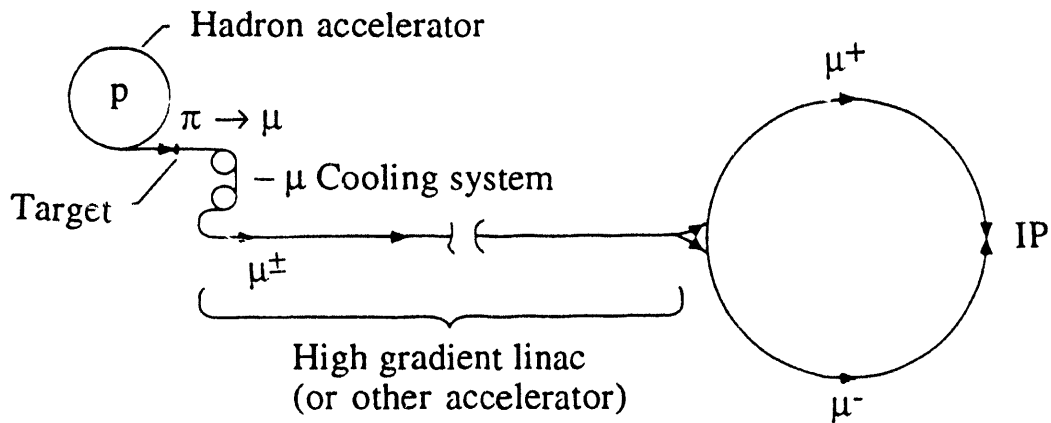 Hadron accelerator
p
π → μ
Target
– μ Cooling system
μ±
High gradient linac
(or other accelerator)
μ+
IP
μ-